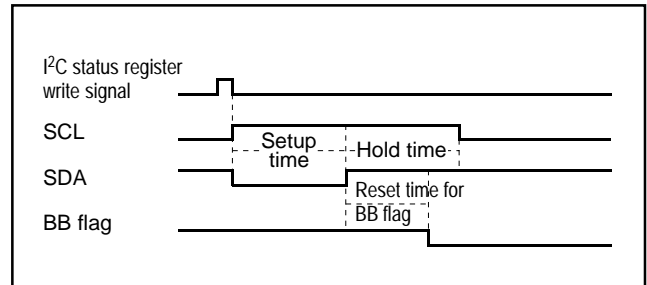 I²C status register
write signal
SCL
Setup
time
Hold time
SDA
Reset time for
BB flag
BB flag